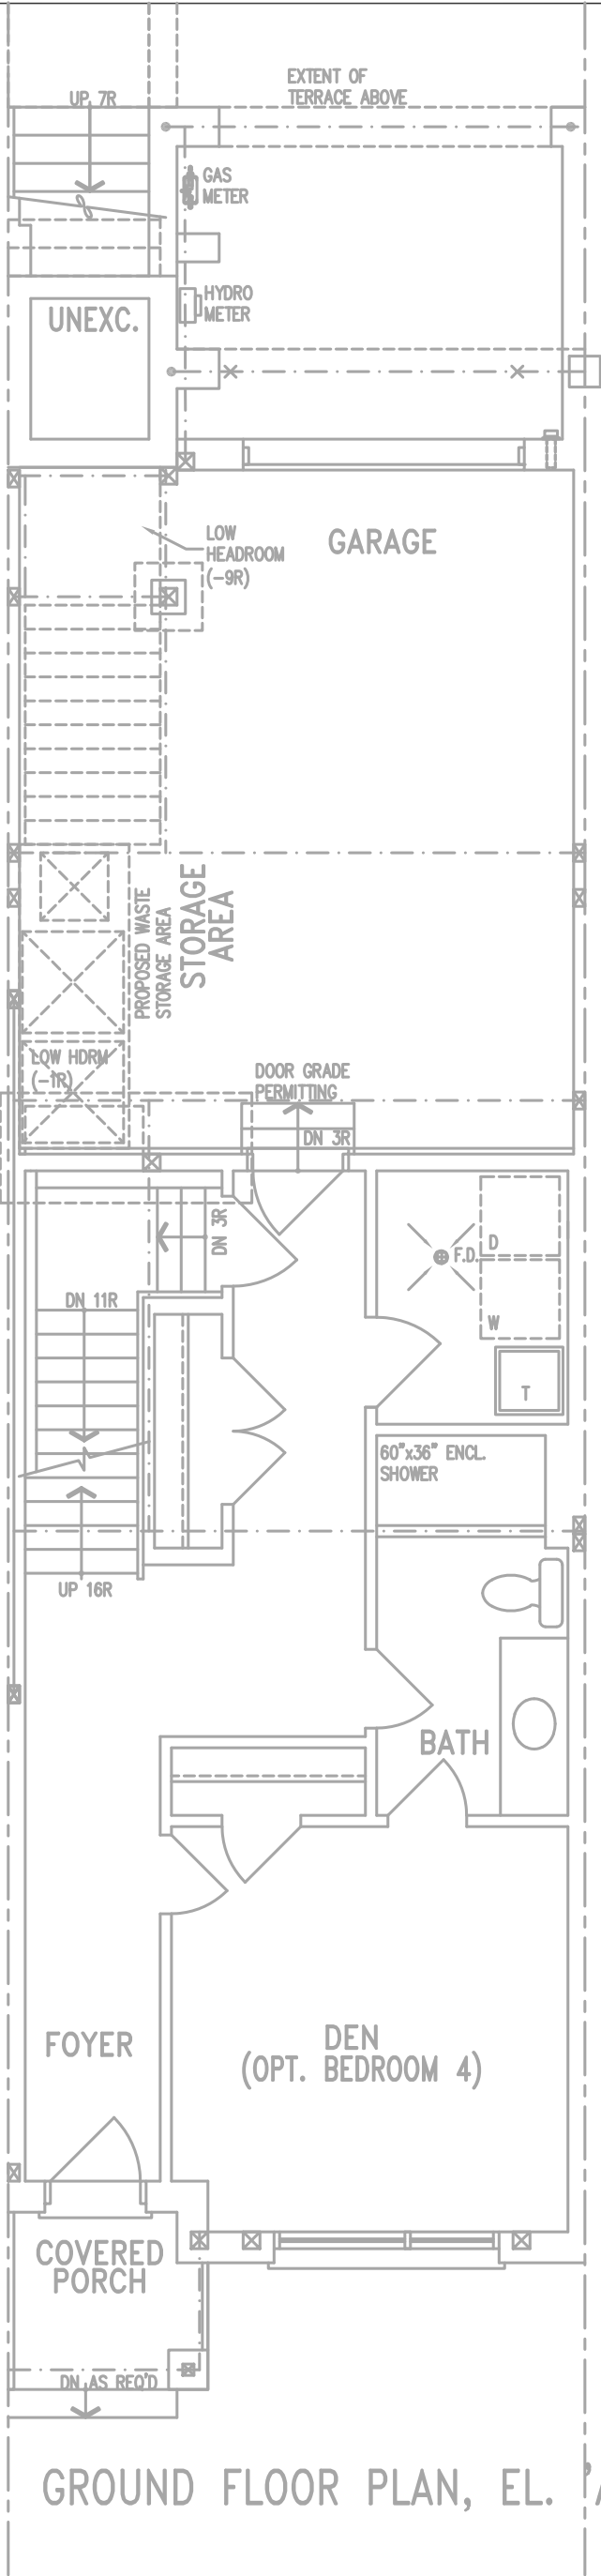 EXTENT OF
TERRACE ABOVE
UP 7R
GAS
METER
HYDRO
METER
UNEXC.
LOW
HEADROOM
(-9R)
GARAGE
STORAGE
AREA
PROPOSED WASTE
STORAGE AREA
LOW HDRM
(-1R)
DOOR GRADE
PERMITTING
DN 3R
DN 3R
F.D.
D
W
T
DN 11R
60"x36" ENCL.
SHOWER
UP 16R
BATH
FOYER
DEN
(OPT. BEDROOM 4)
COVERED
PORCH
DN AS REQ'D
GROUND FLOOR PLAN, EL.